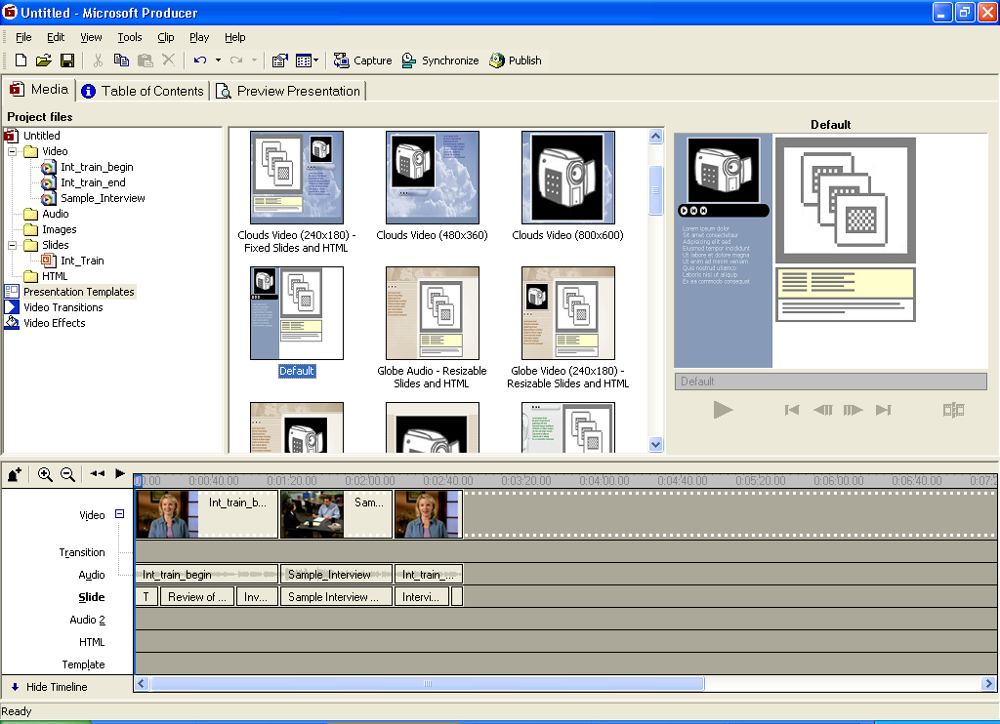 Untitled - Microsoft Producer
File Edit View Tools Clip Play Help
Capture Synchronize Publish
Media Table of Contents Preview Presentation
Project files
Untitled
Video
Int_train_begin
Int_train_end
Sample_Interview
Audio
Images
Slides
Int_Train
HTML
Presentation Templates
Video Transitions
Video Effects
Clouds Video (240x180) -
Fixed Slides and HTML
Clouds Video (480x360)
Clouds Video (800x600)
Default
Globe Audio - Resizable
Slides and HTML
Globe Video (240x180) -
Resizable Slides and HTML
Default
Lorem ipsum dolor
Sit amet consectetuer
Adipiscing elit sed
Eiusmod tempor incididunt
Ut labore et dolore magna
Ut anim ad minim veniam
Quis nostrud ullamco
Laboris nisi ut aliquip
Ex ea commodo consequat
Default
0:00:40.00 0:01:20.00 0:02:00.00 0:02:40.00 0:03:20.00 0:04:00.00 0:04:40.00 0:05:20.00 0:06:00.00 0:06:40.00
Video Int_train_b... Sam...
Transition
Audio Int_train_begin Sample_Interview Int_train_...
Slide T Review of ... Inv... Sample Interview ... Intervi...
Audio 2
HTML
Template
Hide Timeline
Ready